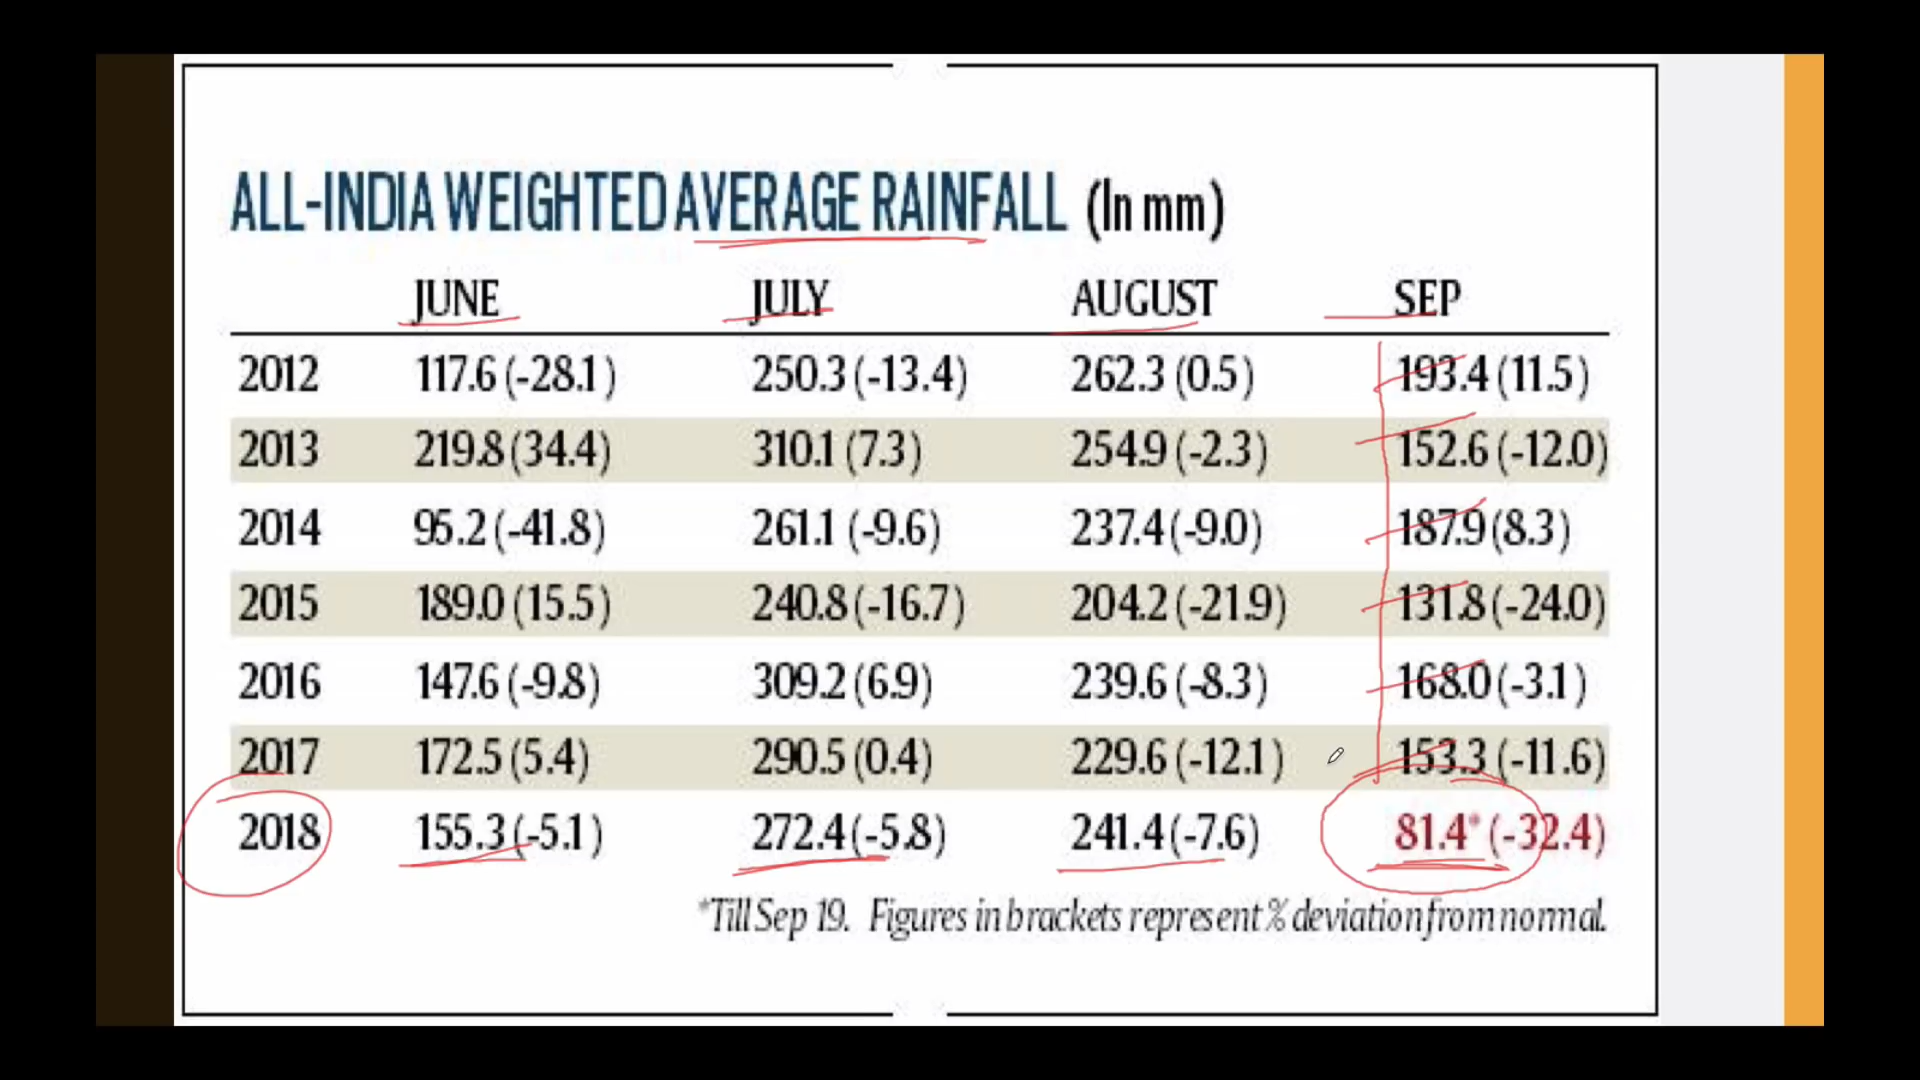 ALL-INDIA WEIGHTED AVERAGE RAINFALL (In mm)
JUNE JULY AUGUST SEP
2012 117.6 (-28.1) 250.3 (-13.4) 262.3 (0.5) 193.4 (11.5)
2013 219.8 (34.4) 310.1 (7.3) 254.9 (-2.3) 152.6 (-12.0)
2014 95.2 (-41.8) 261.1 (-9.6) 237.4 (-9.0) 187.9 (8.3)
2015 189.0 (15.5) 240.8 (-16.7) 204.2 (-21.9) 131.8 (-24.0)
2016 147.6 (-9.8) 309.2 (6.9) 239.6 (-8.3) 168.0 (-3.1)
2017 172.5 (5.4) 290.5 (0.4) 229.6 (-12.1) 153.3 (-11.6)
2018 155.3 (-5.1) 272.4 (-5.8) 241.4 (-7.6) 81.4* (-32.4)
*Till Sep 19. Figures in brackets represent % deviation from normal.